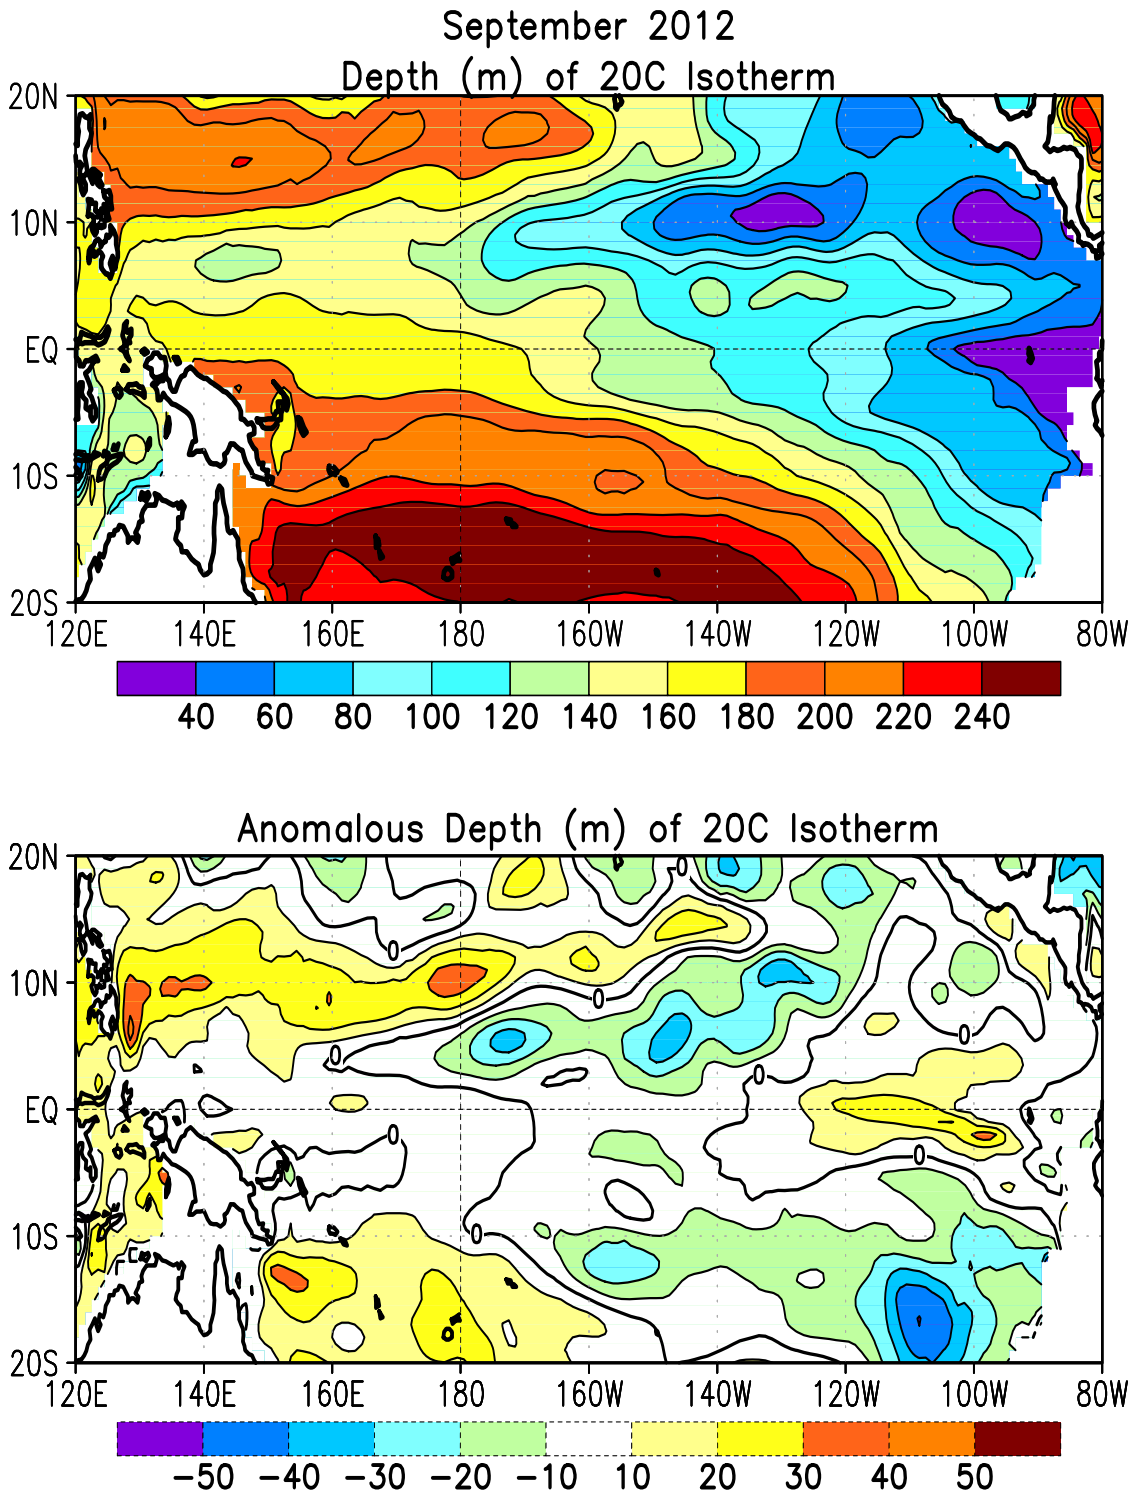 September 2012
Depth (m) of 20C Isotherm
20N
10N
EQ
10S
20S
120E 140E 160E 180 160W 140W 120W 100W 80W
40 60 80 100 120 140 160 180 200 220 240
Anomalous Depth (m) of 20C Isotherm
20N
0
0
10N
0
0
0
0
EQ
0
0
10S
0
20S
120E 140E 160E 180 160W 140W 120W 100W 80W
-50 -40 -30 -20 -10 10 20 30 40 50